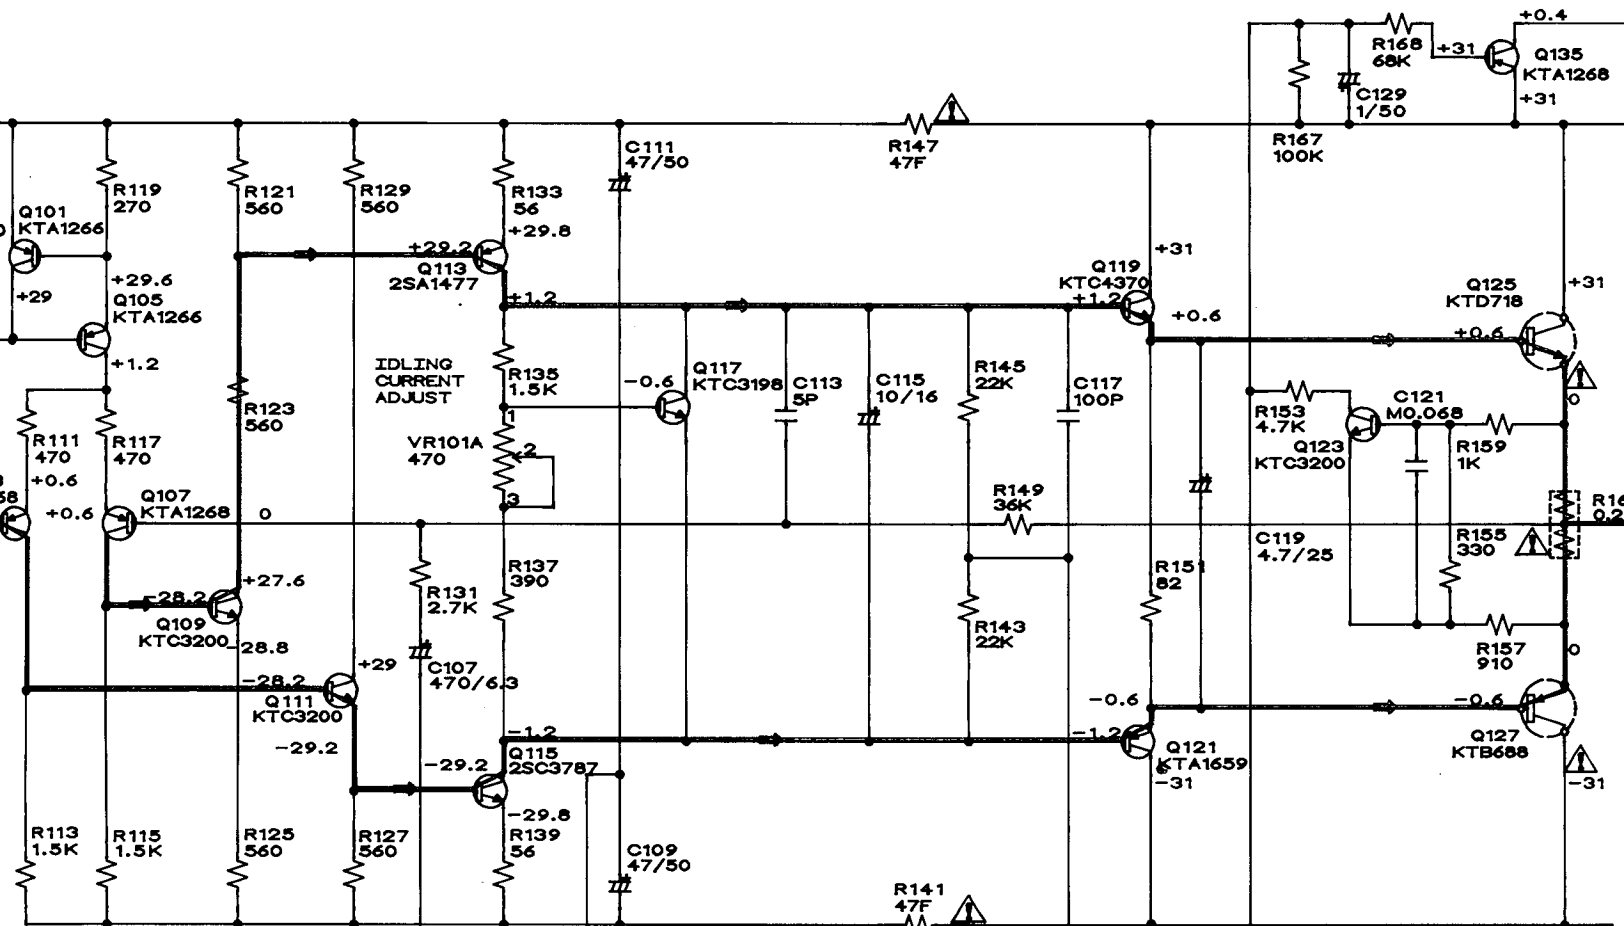 +0.4
R168
68K
+31
Q135
KTA1268
+31
C129
1/50
R167
100K
C111
47/50
R147
47F
R119
270
R121
560
R129
560
R133
56
Q101
KTA1266
+29.8
+29.2
Q113
2SA1477
+31
Q119
KTC4370
+29.6
+29
Q105
KTA1266
+1.2
+1.2
+0.6
Q125
KTD718
+31
+0.6
+1.2
IDLING
CURRENT
ADJUST
R135
1.5K
-0.6
Q117
KTC3198
C113
5P
C115
10/16
R145
22K
C117
100P
R123
560
1
VR101A
470
2
3
R153
4.7K
C121
M0.068
0
R111
470
R117
470
Q123
KTC3200
R159
1K
+0.6
+0.6
Q107
KTA1268
0
R149
36K
C119
4.7/25
R155
330
R137
390
R151
82
+27.6
-28.2
Q109
KTC3200
-28.8
R131
2.7K
R143
22K
R157
910
0
+29
C107
470/6.3
-28.2
Q111
KTC3200
-0.6
-0.6
-29.2
-1.2
-1.2
Q115
2SC3787
-29.2
Q121
KTA1659
-31
Q127
KTB688
-31
-29.8
R113
1.5K
R115
1.5K
R125
560
R127
560
R139
56
C109
47/50
R141
47F